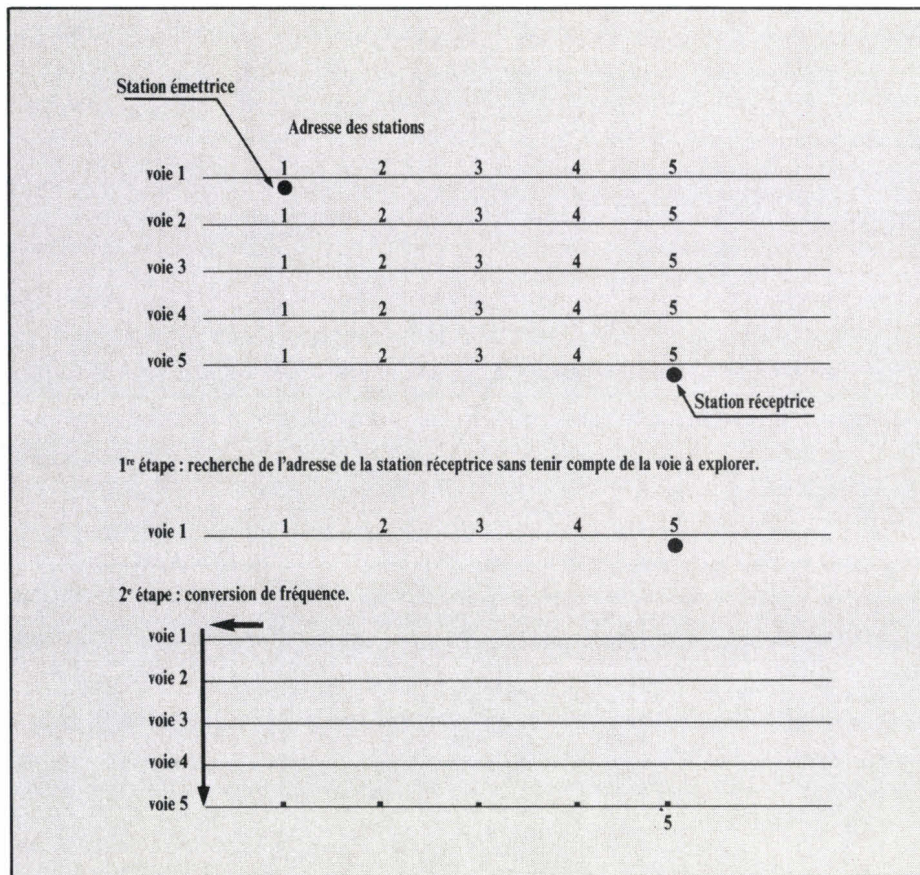 Station émettrice
Adresse des stations
voie 1 1 2 3 4 5
voie 2 1 2 3 4 5
voie 3 1 2 3 4 5
voie 4 1 2 3 4 5
voie 5 1 2 3 4 5
Station réceptrice
1re étape : recherche de l'adresse de la station réceptrice sans tenir compte de la voie à explorer.
voie 1 1 2 3 4 5
2e étape : conversion de fréquence.
voie 1
voie 2
voie 3
voie 4
voie 5
5